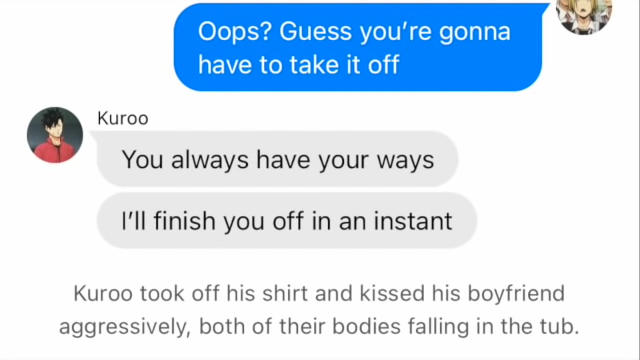 Oops? Guess you’re gonna
have to take it off
Kuroo
You always have your ways
I’ll finish you off in an instant
Kuroo took off his shirt and kissed his boyfriend
aggressively, both of their bodies falling in the tub.